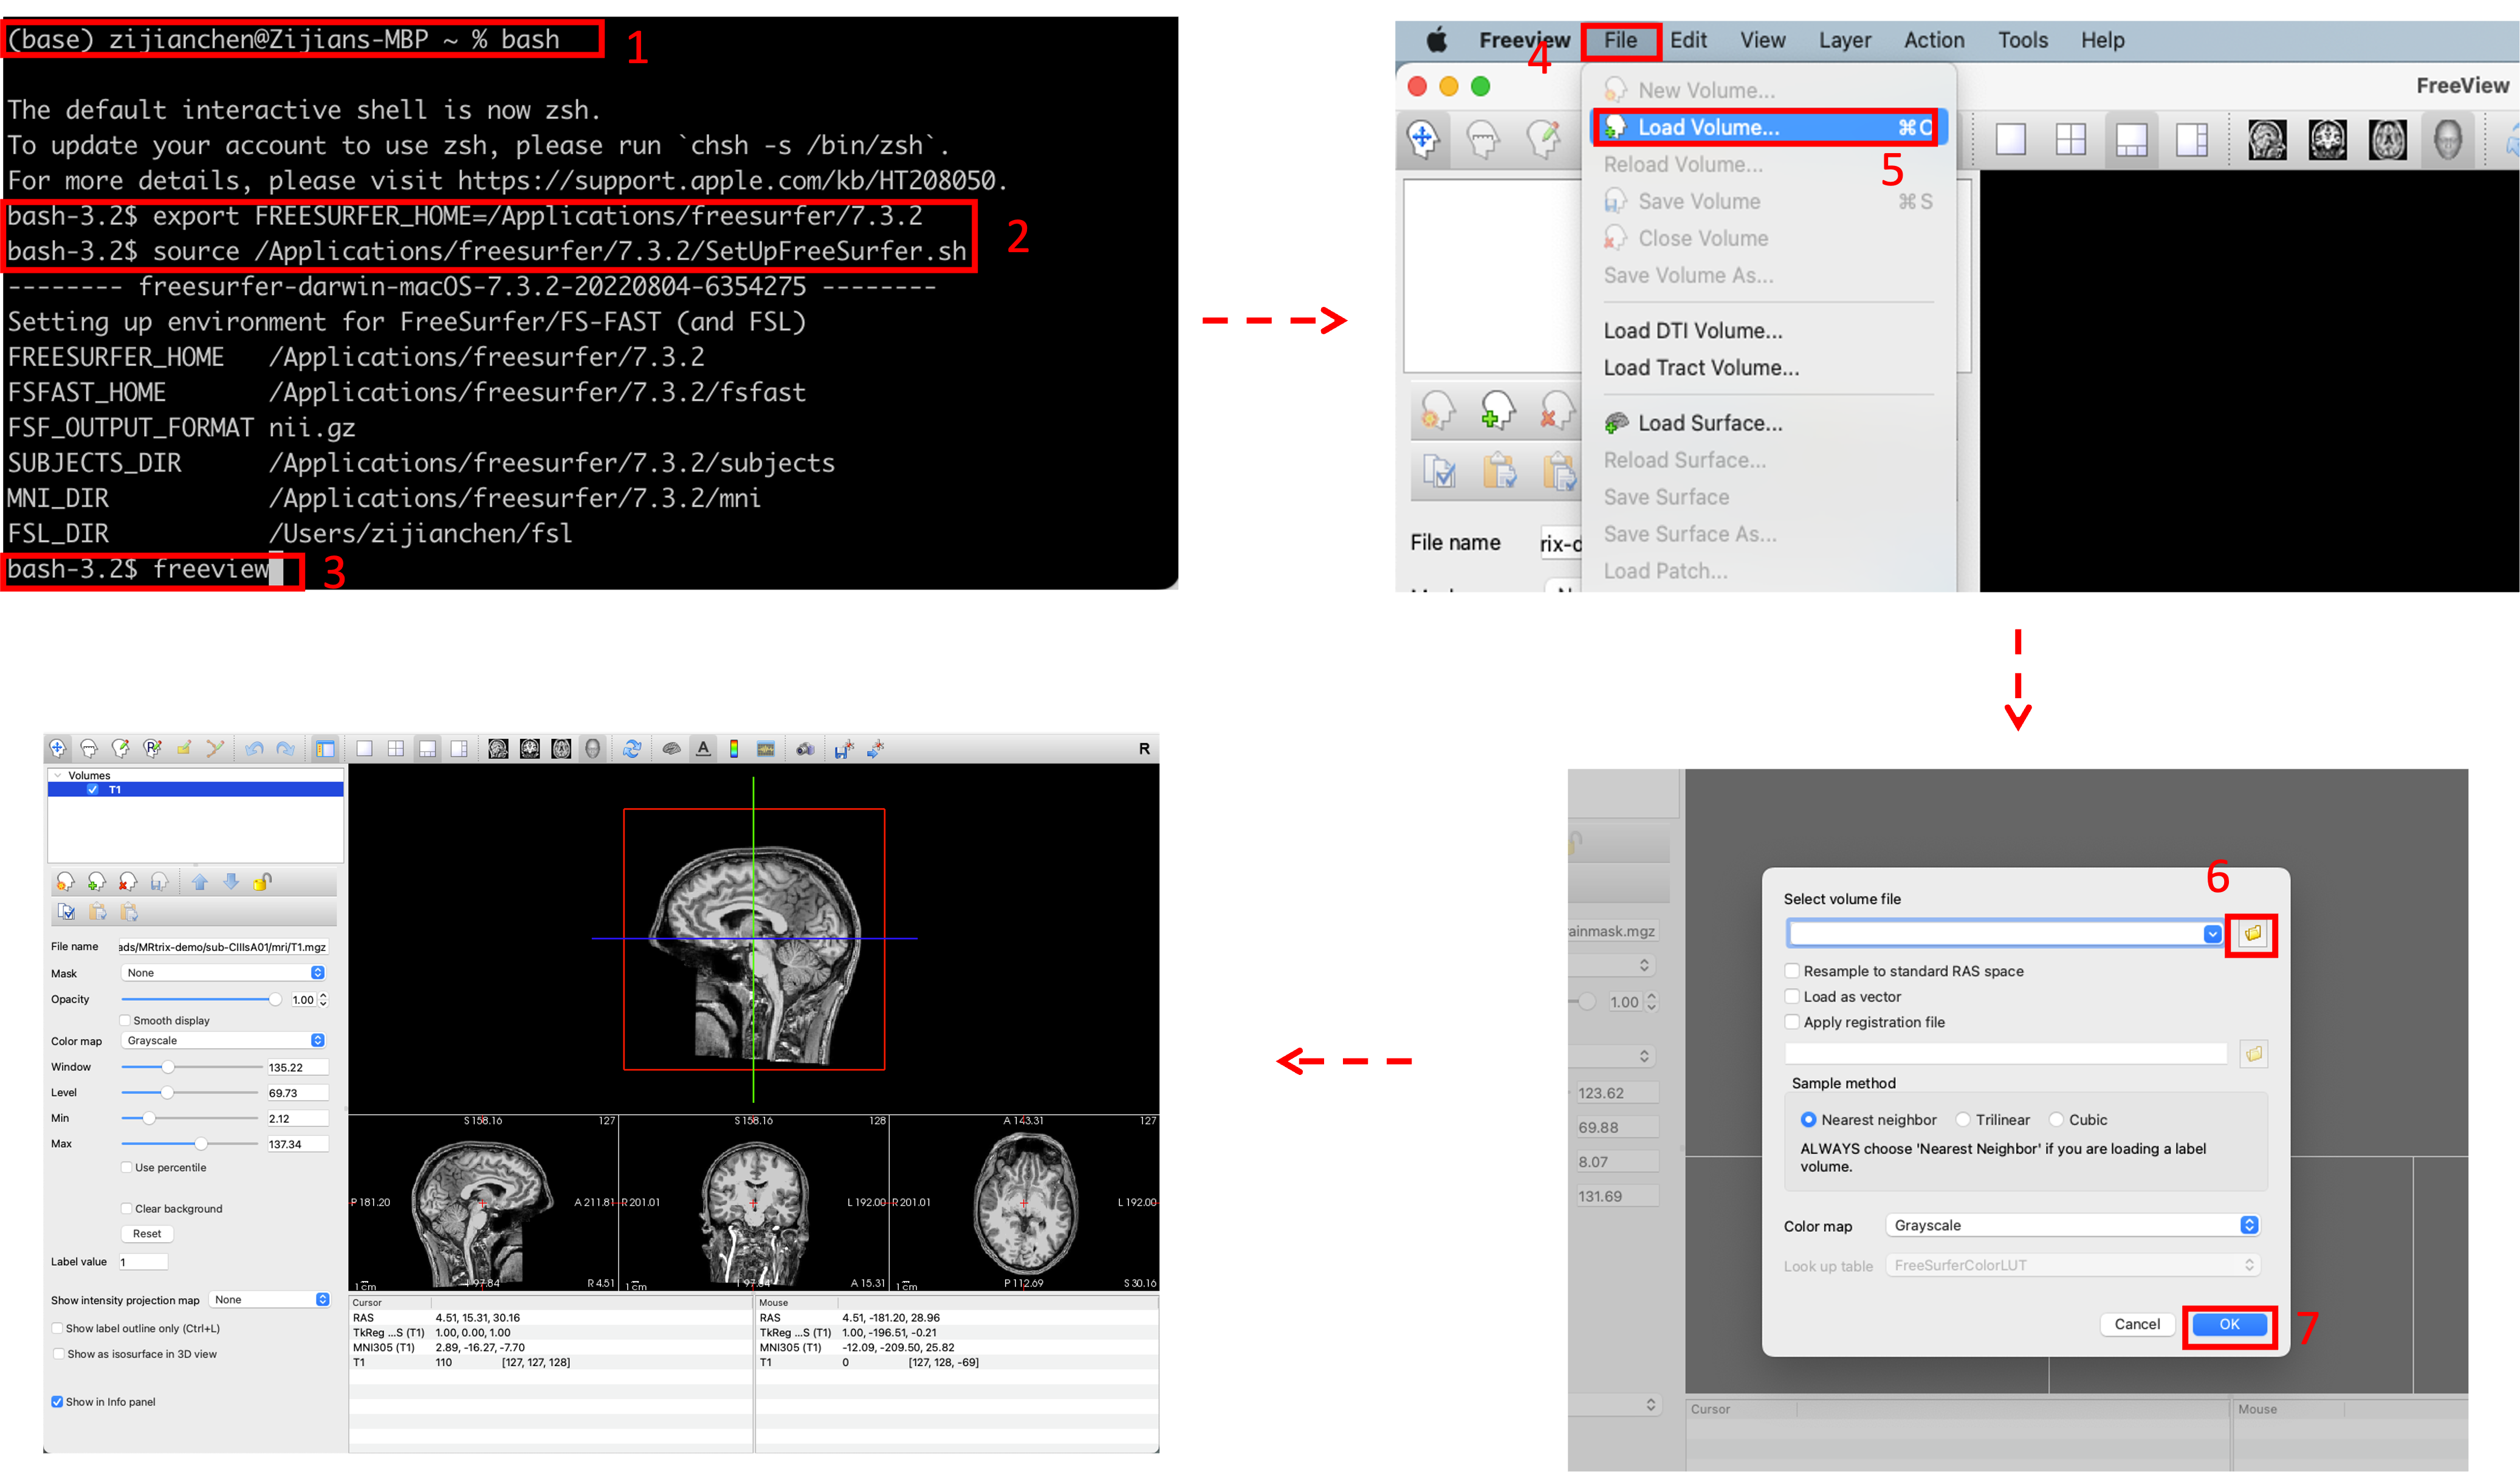 (base) zijianchen@Zijians-MBP ~ % bash
1
The default interactive shell is now zsh.
To update your account to use zsh, please run `chsh -s /bin/zsh`.
For more details, please visit https://support.apple.com/kb/HT208050.
bash-3.2$ export FREESURFER_HOME=/Applications/freesurfer/7.3.2
bash-3.2$ source /Applications/freesurfer/7.3.2/SetUpFreeSurfer.sh
2
-------- freesurfer-darwin-macOS-7.3.2-20220804-6354275 --------
Setting up environment for FreeSurfer/FS-FAST (and FSL)
FREESURFER_HOME /Applications/freesurfer/7.3.2
FSFAST_HOME /Applications/freesurfer/7.3.2/fsfast
FSF_OUTPUT_FORMAT nii.gz
SUBJECTS_DIR /Applications/freesurfer/7.3.2/subjects
MNI_DIR /Applications/freesurfer/7.3.2/mni
FSL_DIR /Users/zijianchen/fsl
bash-3.2$ freeview
3
Freeview File Edit View Layer Action Tools Help
4
FreeView
New Volume...
Load Volume... ⌘O
5
Reload Volume...
Save Volume ⌘S
Close Volume
Save Volume As...
Load DTI Volume...
Load Tract Volume...
Load Surface...
Reload Surface...
Save Surface
Save Surface As...
Load Patch...
File name rix-d
6
Select volume file
Resample to standard RAS space
Load as vector
Apply registration file
Sample method
Nearest neighbor Trilinear Cubic
ALWAYS choose 'Nearest Neighbor' if you are loading a label
volume.
Color map Grayscale
Look up table FreeSurferColorLUT
Cancel OK
7
ainmask.mgz
1.00
123.62
69.88
8.07
131.69
Cursor Mouse
R
Volumes
T1
File name ads/MRtrix-demo/sub-CIIIsA01/mri/T1.mgz
Mask None
Opacity 1.00
Smooth display
Color map Grayscale
Window 135.22
Level 69.73
Min 2.12
Max 137.34
Use percentile
Clear background
Reset
Label value 1
Show intensity projection map None
Show label outline only (Ctrl+L)
Show as isosurface in 3D view
Show in Info panel
S 158.16 127 S 158.16 128 A 143.31 127
P 181.20 A 211.81 R 201.01 L 192.00 R 201.01 L 192.00
1 cm I 97.84 R 4.51 1 cm I 97.84 A 15.31 1 cm P 112.69 S 30.16
Cursor Mouse
RAS 4.51, 15.31, 30.16 RAS 4.51, -181.20, 28.96
TkReg ...S (T1) 1.00, 0.00, 1.00 TkReg ...S (T1) 1.00, -196.51, -0.21
MNI305 (T1) 2.89, -16.27, -7.70 MNI305 (T1) -12.09, -209.50, 25.82
T1 110 [127, 127, 128] T1 0 [127, 128, -69]